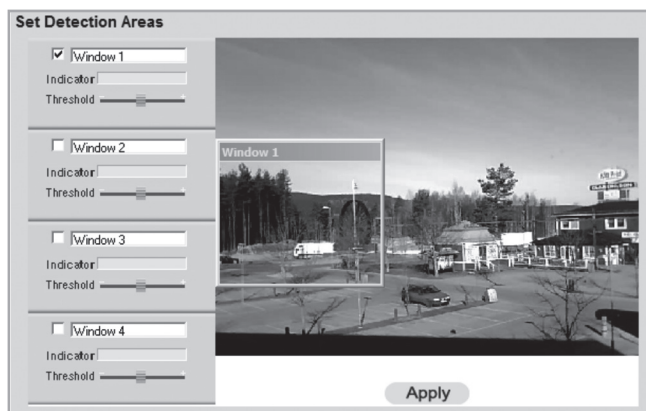 Set Detection Areas
Window 1
Indicator
Threshold - +
Window 2
Indicator
Threshold - +
Window 3
Indicator
Threshold - +
Window 4
Indicator
Threshold - +
Window 1
Apply